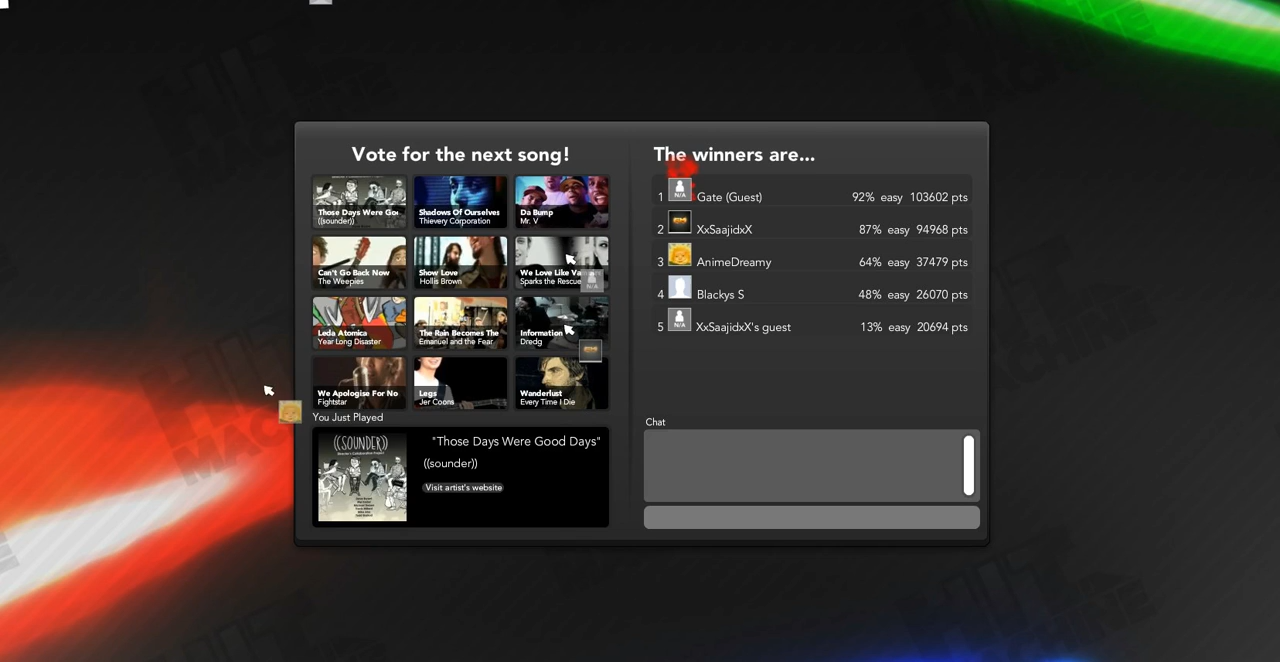 Vote for the next song!
Those Days Were Goo
((sounder))
Shadows Of Ourselves
Thievery Corporation
Da Bump
Mr. V
Can't Go Back Now
The Weepies
Show Love
Hollis Brown
We Love Like Va
Sparks the Rescue
N/A
Leda Atomica
Year Long Disaster
The Rain Becomes The
Emanuel and the Fear
Information
Dredg
We Apologise For No
Fightstar
Legs
Jer Coons
Wanderlust
Every Time I Die
You Just Played
((SOUNDER))
"Those Days Were Good Days"
((sounder))
Visit artist's website
The winners are...
1 N/A Gate (Guest) 92% easy 103602 pts
2 XxSaajidxX 87% easy 94968 pts
3 AnimeDreamy 64% easy 37479 pts
4 Blackys S 48% easy 26070 pts
5 N/A XxSaajidxX's guest 13% easy 20694 pts
Chat
HIT
MACHINE